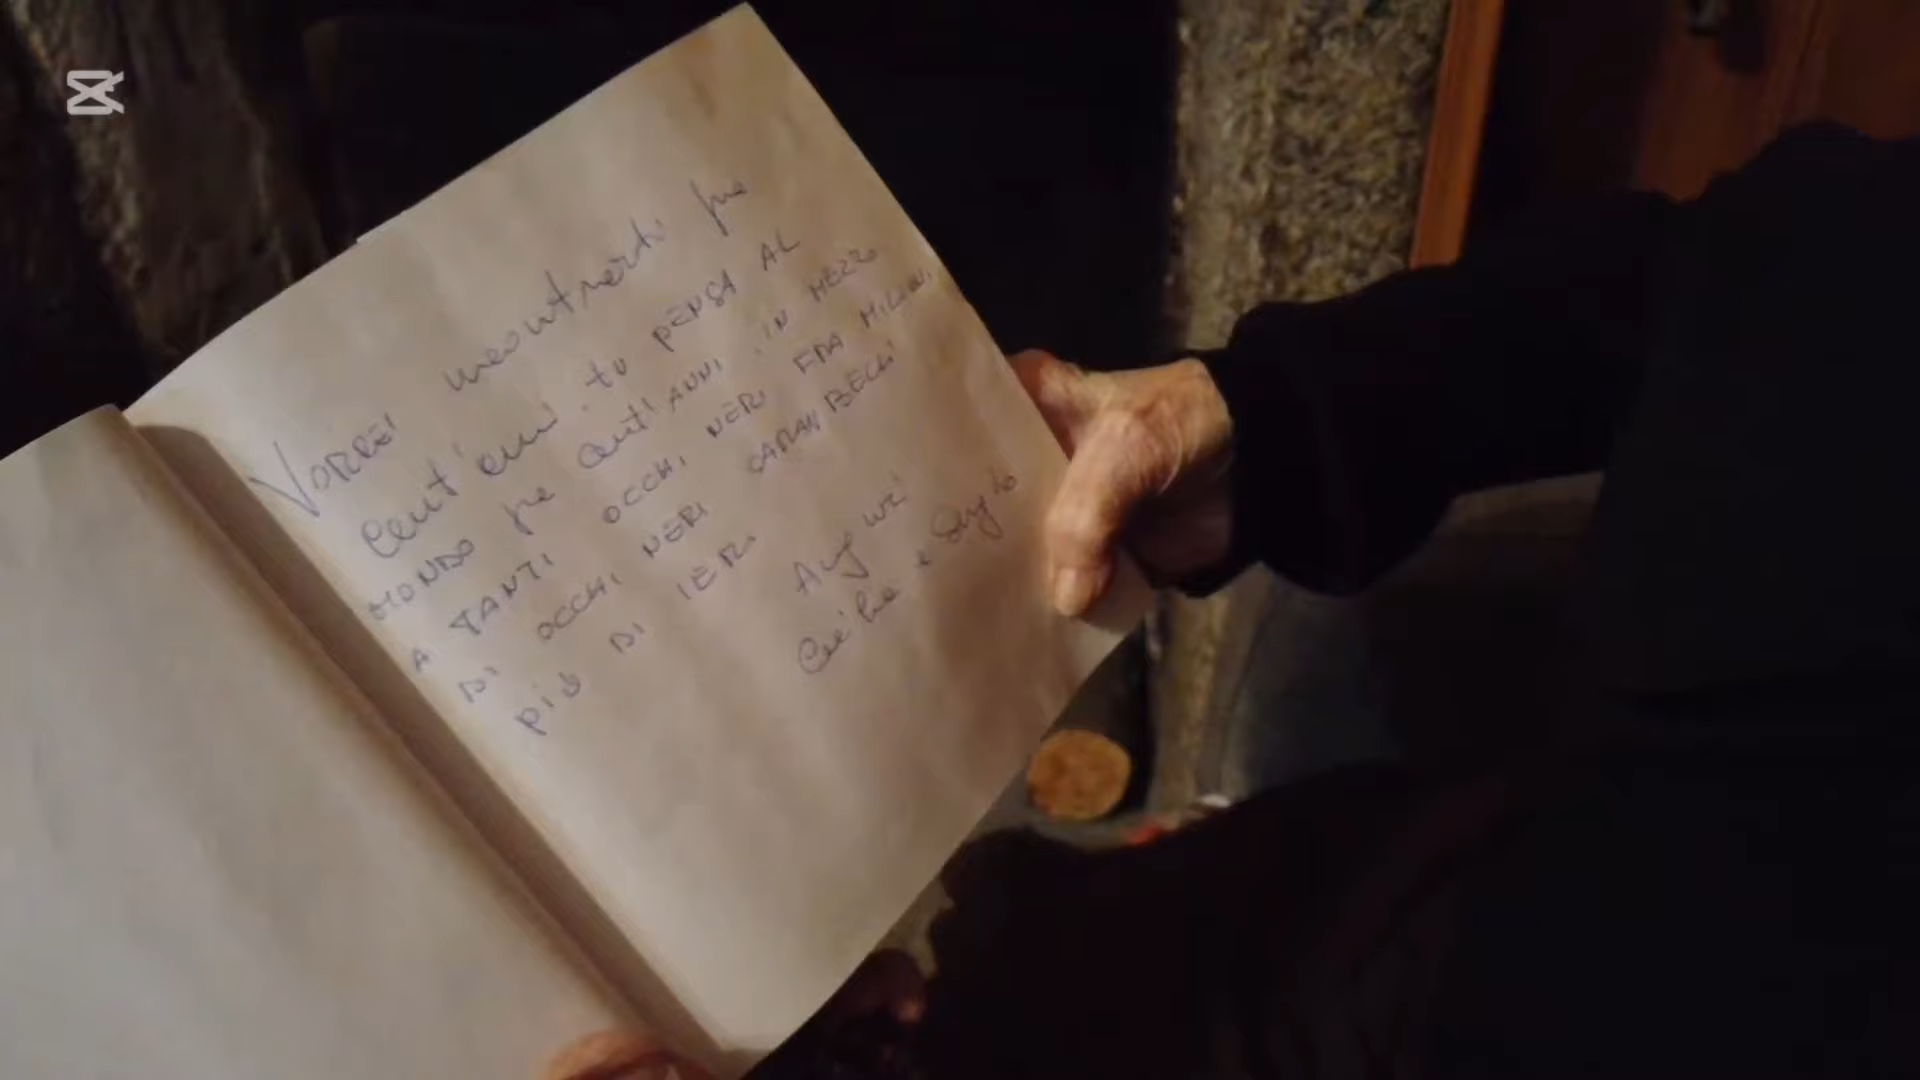 VORREI incontrarti fra
cent'anni. tu PENSA AL
MONDO fra cent'ANNI, IN MEZZO
A TANTI OCCHI NERI FRA MILIONI
DI OCCHI NERI SARAN BELLI
più DI IERI
Auguri